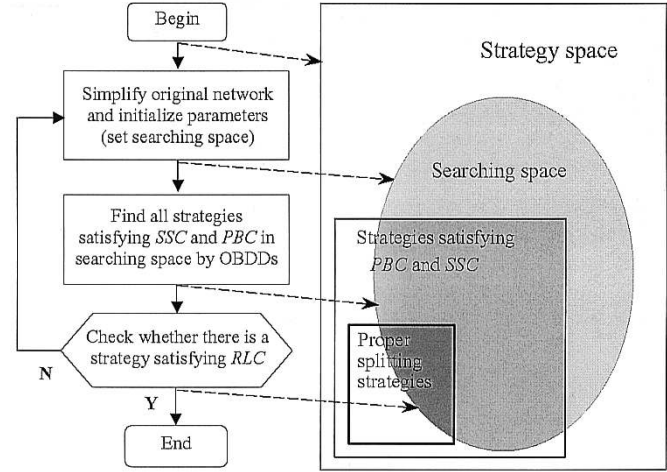 Begin
Simplify original network
and initialize parameters
(set searching space)
Find all strategies
satisfying SSC and PBC in
searching space by OBDDs
Check whether there is a
strategy satisfying RLC
N
Y
End
Strategy space
Searching space
Strategies satisfying
PBC and SSC
Proper
splitting
strategies